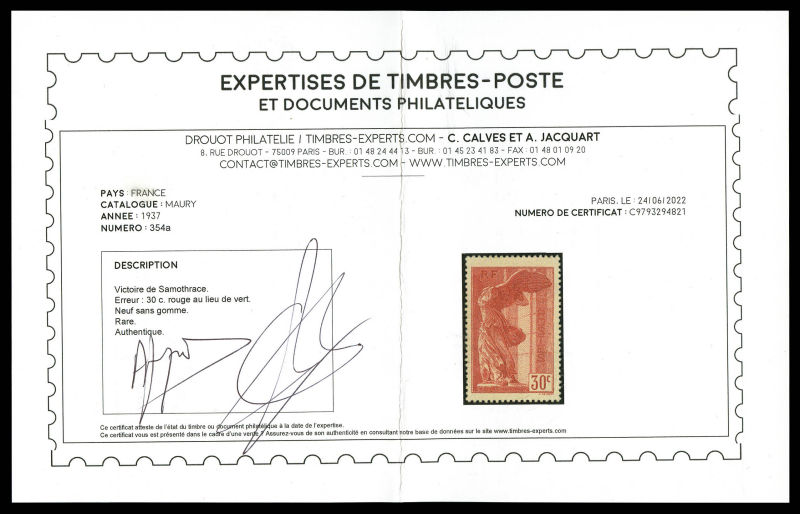 EXPERTISES DE TIMBRES-POSTE
ET DOCUMENTS PHILATELIQUES
DROUOT PHILATELIE / TIMBRES-EXPERTS.COM - C. CALVES ET A. JACQUART
8, RUE DROUOT - 75009 PARIS - BUR. : 01 48 24 44 13 - BUR. : 01 45 23 41 83 - FAX : 01 48 01 09 20
CONTACT@TIMBRES-EXPERTS.COM - WWW.TIMBRES-EXPERTS.COM
PAYS : FRANCE
CATALOGUE : MAURY
ANNEE : 1937
NUMERO : 354a
PARIS, LE : 24/06/2022
NUMERO DE CERTIFICAT : C9793294821
DESCRIPTION
Victoire de Samothrace.
Erreur : 30 c. rouge au lieu de vert.
Neuf sans gomme.
Rare.
Authentique.
RF
30c
Ce certificat atteste de l'état du timbre ou document philatélique à la date de l'expertise.
Ce certificat vous est présenté dans le cadre d'une vente ? Assurez-vous de son authenticité en consultant notre base de données sur le site www.timbres-experts.com